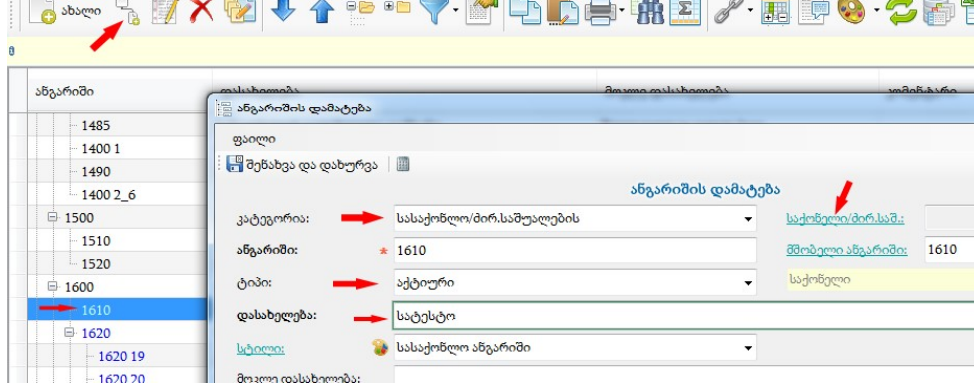 ახალი
ანგარიში დასახელება მოკლე დასახელება კომენტარი
1485
1400 1
1490
1400 2_6
1500
1510
1520
1600
1610
1620
1620 19
1620 20
ანგარიშის დამატება
ფაილი
შენახვა და დახურვა
ანგარიშის დამატება
კატეგორია: სასაქონლო/ძირ.საშუალების საქონელი/ძირ.საშ.:
ანგარიში: * 1610 მშობელი ანგარიში: 1610
ტიპი: აქტიური საქონელი
დასახელება: სატესტო
სტილი: სასაქონლო ანგარიში
მოკლე დასახელება: